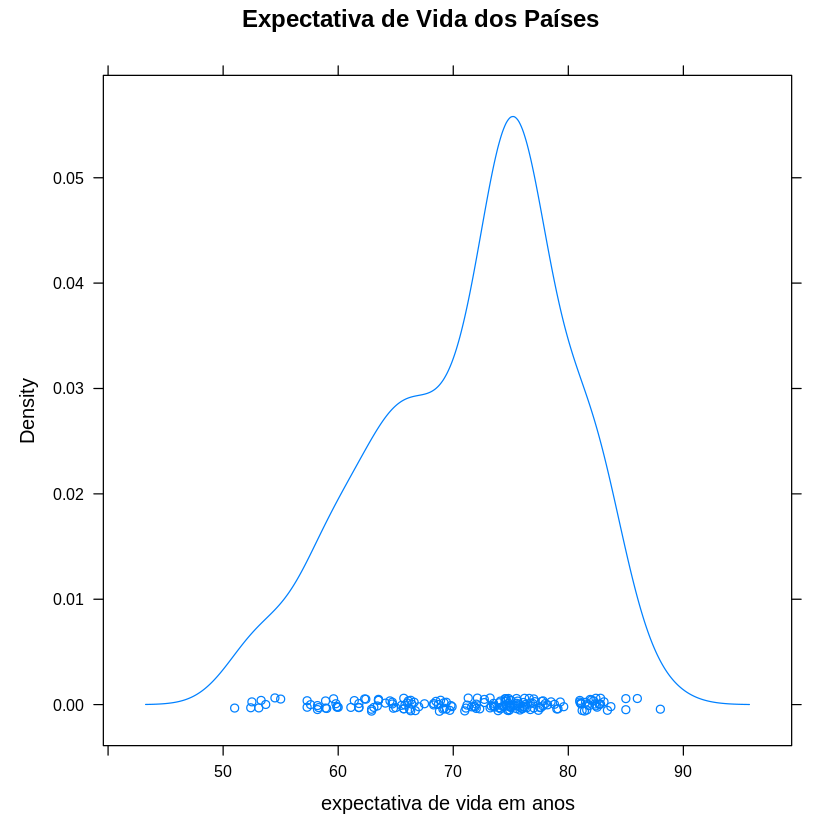 Expectativa de Vida dos Países
0.05
0.04
0.03
0.02
0.01
0.00
Density
50 60 70 80 90
expectativa de vida em anos